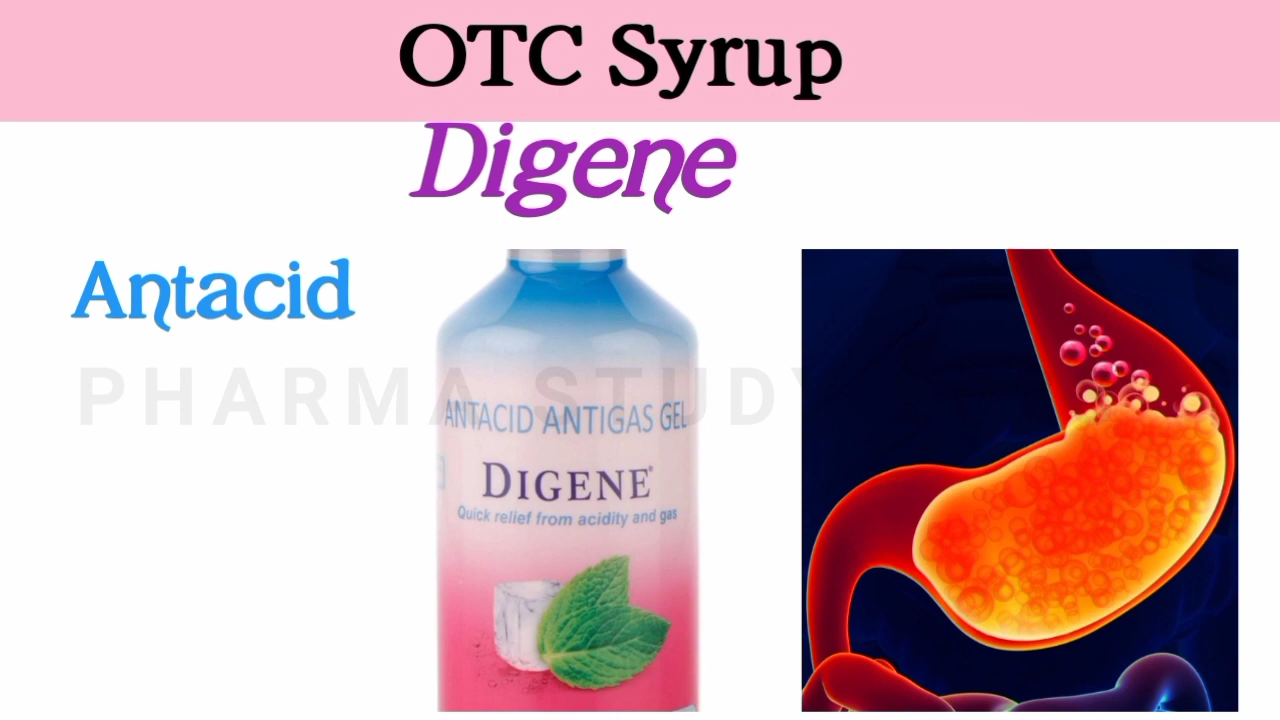 OTC Syrup
Digene
Antacid
PHARMA STUDY
ANTACID ANTIGAS GEL
DIGENE®
Quick relief from acidity and gas